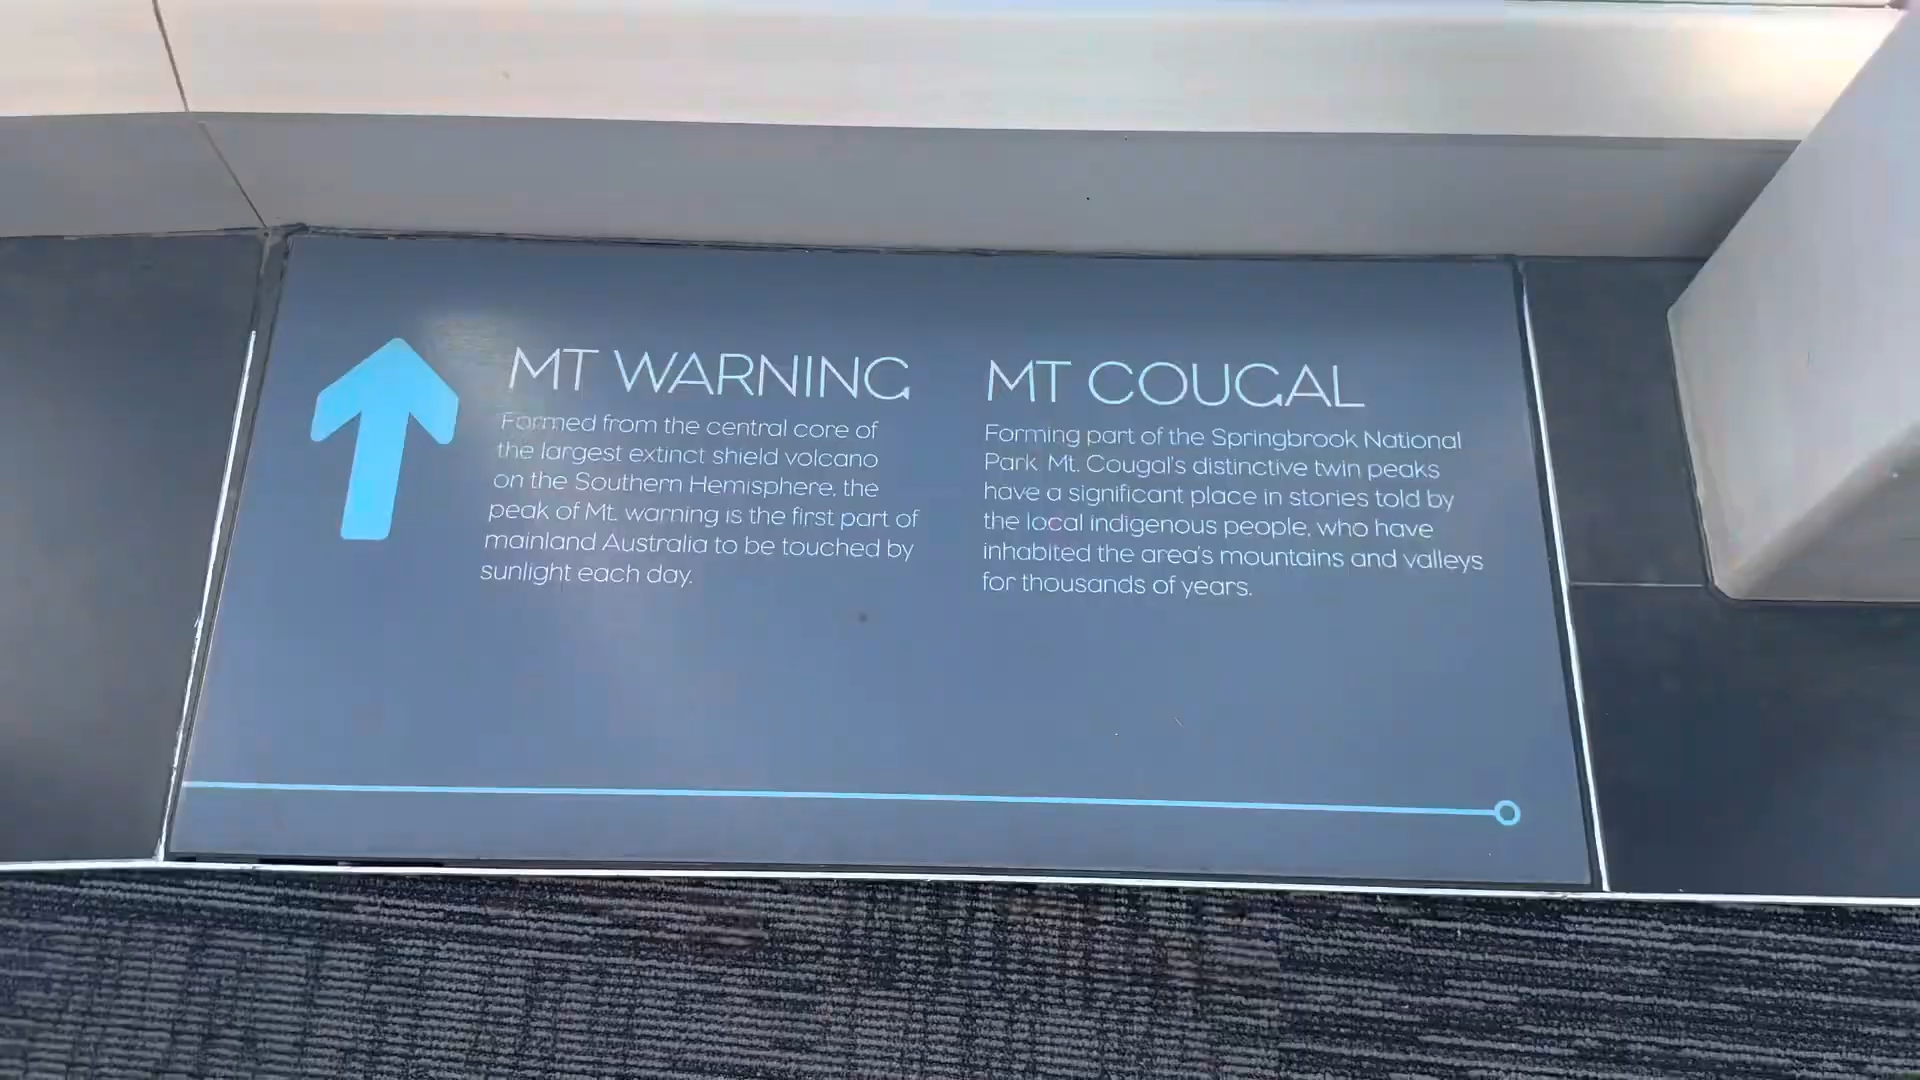 MT WARNING
Formed from the central core of
the largest extinct shield volcano
on the Southern Hemisphere, the
peak of Mt. warning is the first part of
mainland Australia to be touched by
sunlight each day.
MT COUGAL
Forming part of the Springbrook National
Park Mt. Cougal's distinctive twin peaks
have a significant place in stories told by
the local indigenous people, who have
inhabited the area's mountains and valleys
for thousands of years.